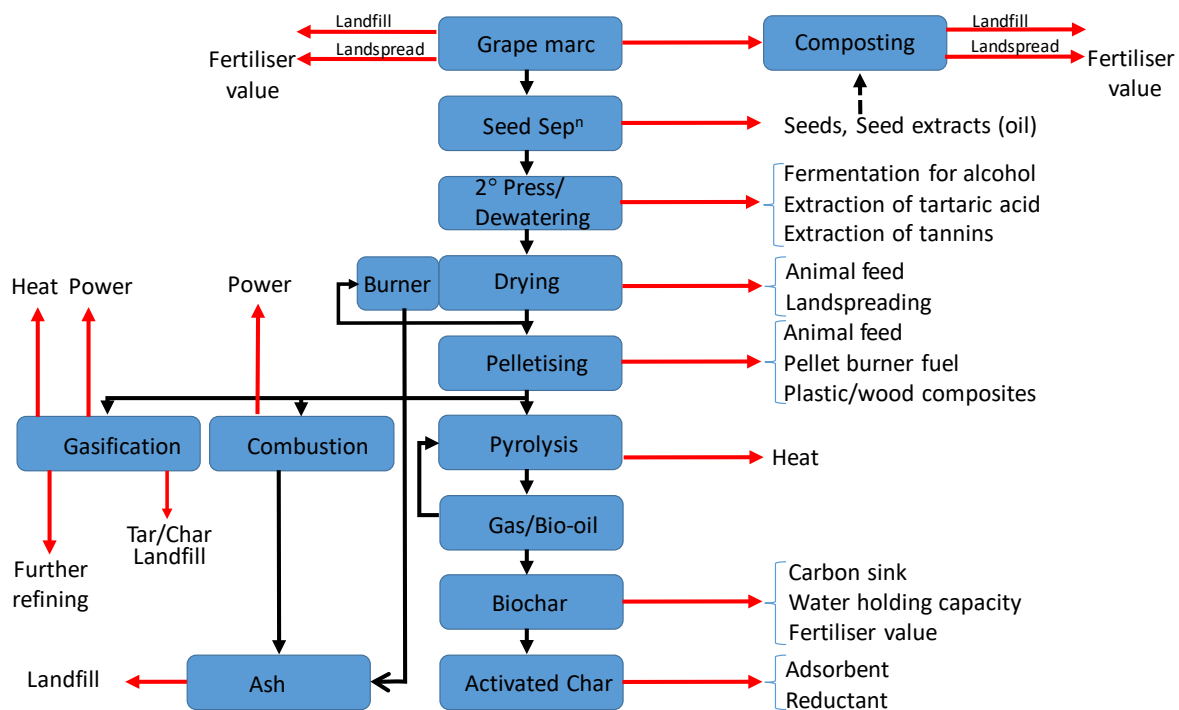 Landfill
Grape marc
Composting
Landfill
Landspread
Landspread
Fertiliser
value
Fertiliser
value
Seed Sepⁿ
Seeds, Seed extracts (oil)
2° Press/
Dewatering
Fermentation for alcohol
Extraction of tartaric acid
Extraction of tannins
Heat
Power
Power
Burner
Drying
Animal feed
Landspreading
Pelletising
Animal feed
Pellet burner fuel
Plastic/wood composites
Gasification
Combustion
Pyrolysis
Heat
Tar/Char
Landfill
Gas/Bio-oil
Further
refining
Biochar
Carbon sink
Water holding capacity
Fertiliser value
Landfill
Ash
Activated Char
Adsorbent
Reductant